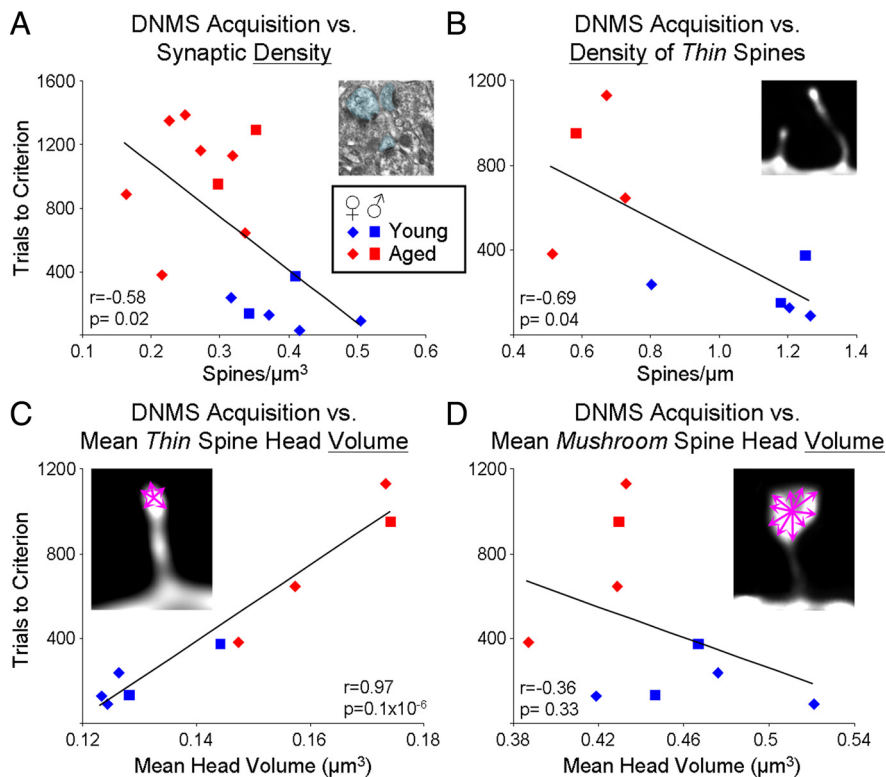 A
DNMS Acquisition vs.
Synaptic Density
Trials to Criterion
1600
1200
800
400
♀ ♂
Young
Aged
r=-0.58
p= 0.02
0.1 0.2 0.3 0.4 0.5 0.6
Spines/µm³
B
DNMS Acquisition vs.
Density of Thin Spines
1200
800
400
r=-0.69
p= 0.04
0.4 0.6 0.8 1.0 1.2 1.4
Spines/µm
C
DNMS Acquisition vs.
Mean Thin Spine Head Volume
Trials to Criterion
1200
800
400
r=0.97
p=0.1x10⁻⁶
0.12 0.14 0.16 0.18
Mean Head Volume (µm³)
D
DNMS Acquisition vs.
Mean Mushroom Spine Head Volume
1200
800
400
r=-0.36
p= 0.33
0.38 0.42 0.46 0.5 0.54
Mean Head Volume (µm³)